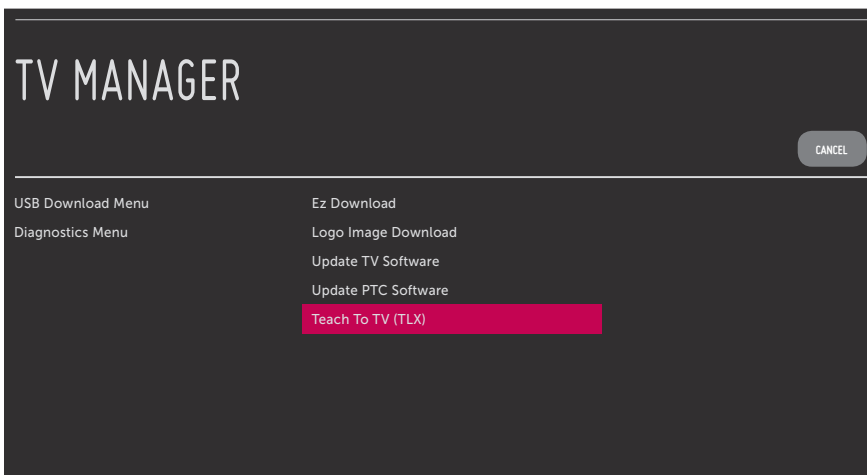 TV MANAGER
CANCEL
USB Download Menu
Diagnostics Menu
Ez Download
Logo Image Download
Update TV Software
Update PTC Software
Teach To TV (TLX)